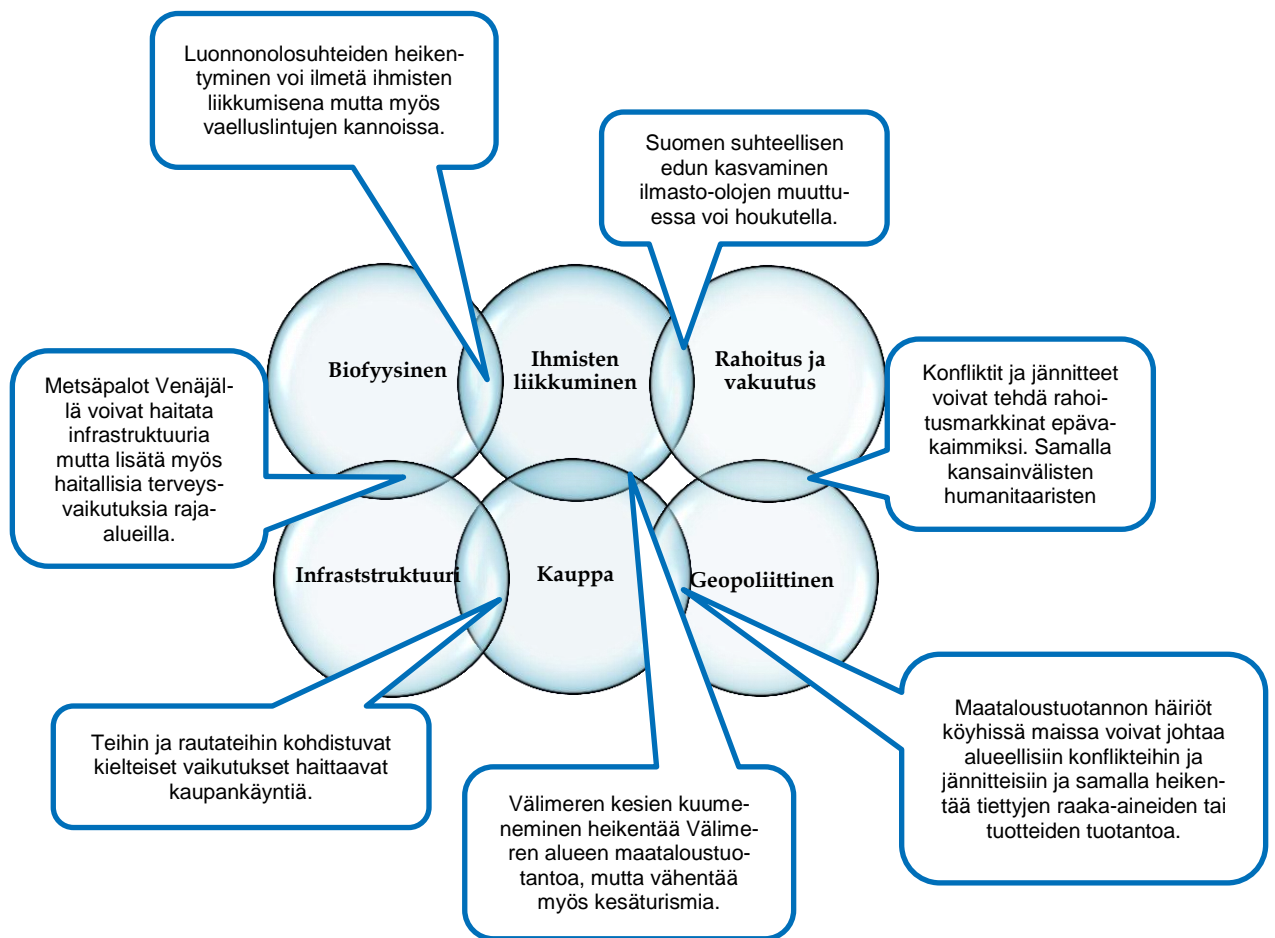 Luonnonolosuhteiden heiken-
tyminen voi ilmetä ihmisten
liikkumisena mutta myös
vaelluslintujen kannoissa.
Suomen suhteellisen
edun kasvaminen
ilmasto-olojen muuttu-
essa voi houkutella.
Biofyysinen
Ihmisten
liikkuminen
Rahoitus ja
vakuutus
Metsäpalot Venäjäl-
lä voivat haitata
infrastruktuuria
mutta lisätä myös
haitallisia terveys-
vaikutuksia raja-
alueilla.
Konfliktit ja jännitteet
voivat tehdä rahoi-
tusmarkkinat epäva-
kaimmiksi. Samalla
kansainvälisten
humanitaaristen
Infraststruktuuri
Kauppa
Geopoliittinen
Teihin ja rautateihin kohdistuvat
kielteiset vaikutukset haittaavat
kaupankäyntiä.
Välimeren kesien kuume-
neminen heikentää Välime-
ren alueen maataloustuo-
tantoa, mutta vähentää
myös kesäturismia.
Maataloustuotannon häiriöt
köyhissä maissa voivat johtaa
alueellisiin konflikteihin ja
jännitteisiin ja samalla heiken-
tää tiettyjen raaka-aineiden tai
tuotteiden tuotantoa.